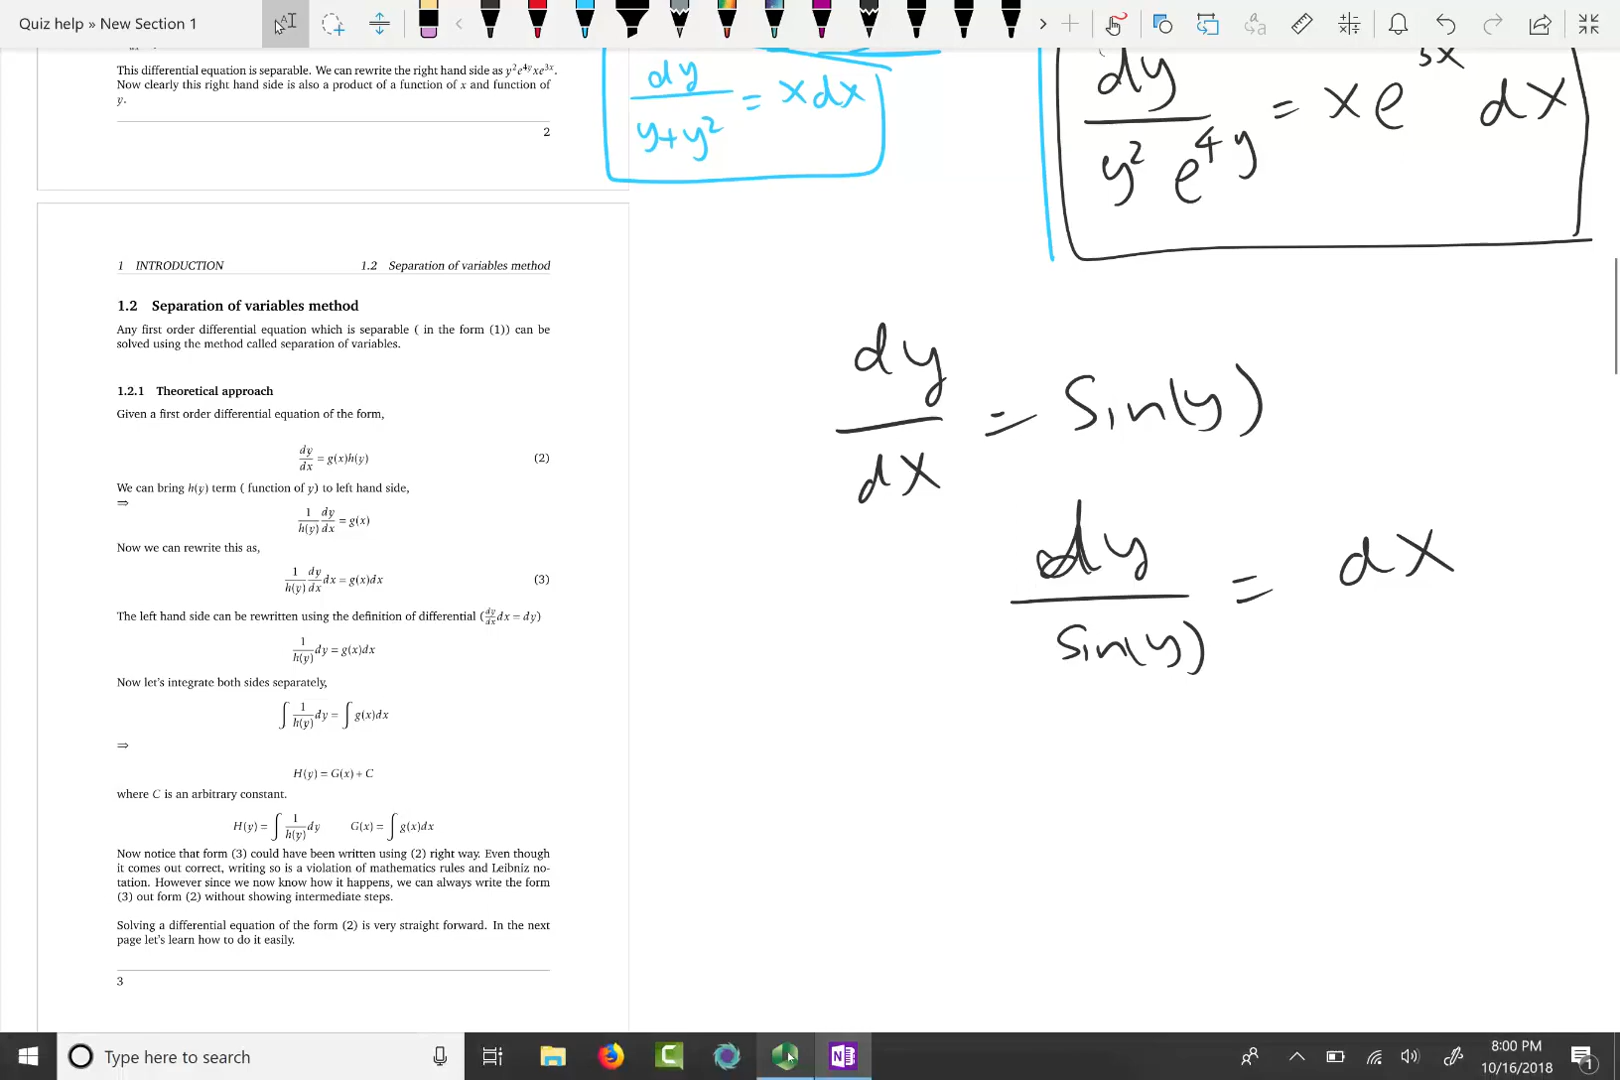 Quiz help » New Section 1
This differential equation is separable. We can rewrite the right hand side as y²e⁴ʸxe³ˣ.
Now clearly this right hand side is also a product of a function of x and function of
y.
2
dy/(y+y²) = xdx
dy/(y² e⁴ʸ) = xe³ˣ dx
1 INTRODUCTION 1.2 Separation of variables method
1.2 Separation of variables method
Any first order differential equation which is separable ( in the form (1)) can be
solved using the method called separation of variables.
1.2.1 Theoretical approach
Given a first order differential equation of the form,
dy/dx = g(x)h(y) (2)
We can bring h(y) term ( function of y) to left hand side,
⇒
1/h(y) dy/dx = g(x)
Now we can rewrite this as,
1/h(y) dy/dx dx = g(x)dx (3)
The left hand side can be rewritten using the definition of differential (dy/dx dx = dy)
1/h(y) dy = g(x)dx
Now let's integrate both sides separately,
∫ 1/h(y) dy = ∫ g(x)dx
⇒
H(y) = G(x) + C
where C is an arbitrary constant.
H(y) = ∫ 1/h(y) dy G(x) = ∫ g(x)dx
Now notice that form (3) could have been written using (2) right way. Even though
it comes out correct, writing so is a violation of mathematics rules and Leibniz no-
tation. However since we now know how it happens, we can always write the form
(3) out form (2) without showing intermediate steps.
Solving a differential equation of the form (2) is very straight forward. In the next
page let's learn how to do it easily.
3
dy/dx = Sin(y)
dy/Sin(y) = dx
Type here to search
8:00 PM
10/16/2018
1